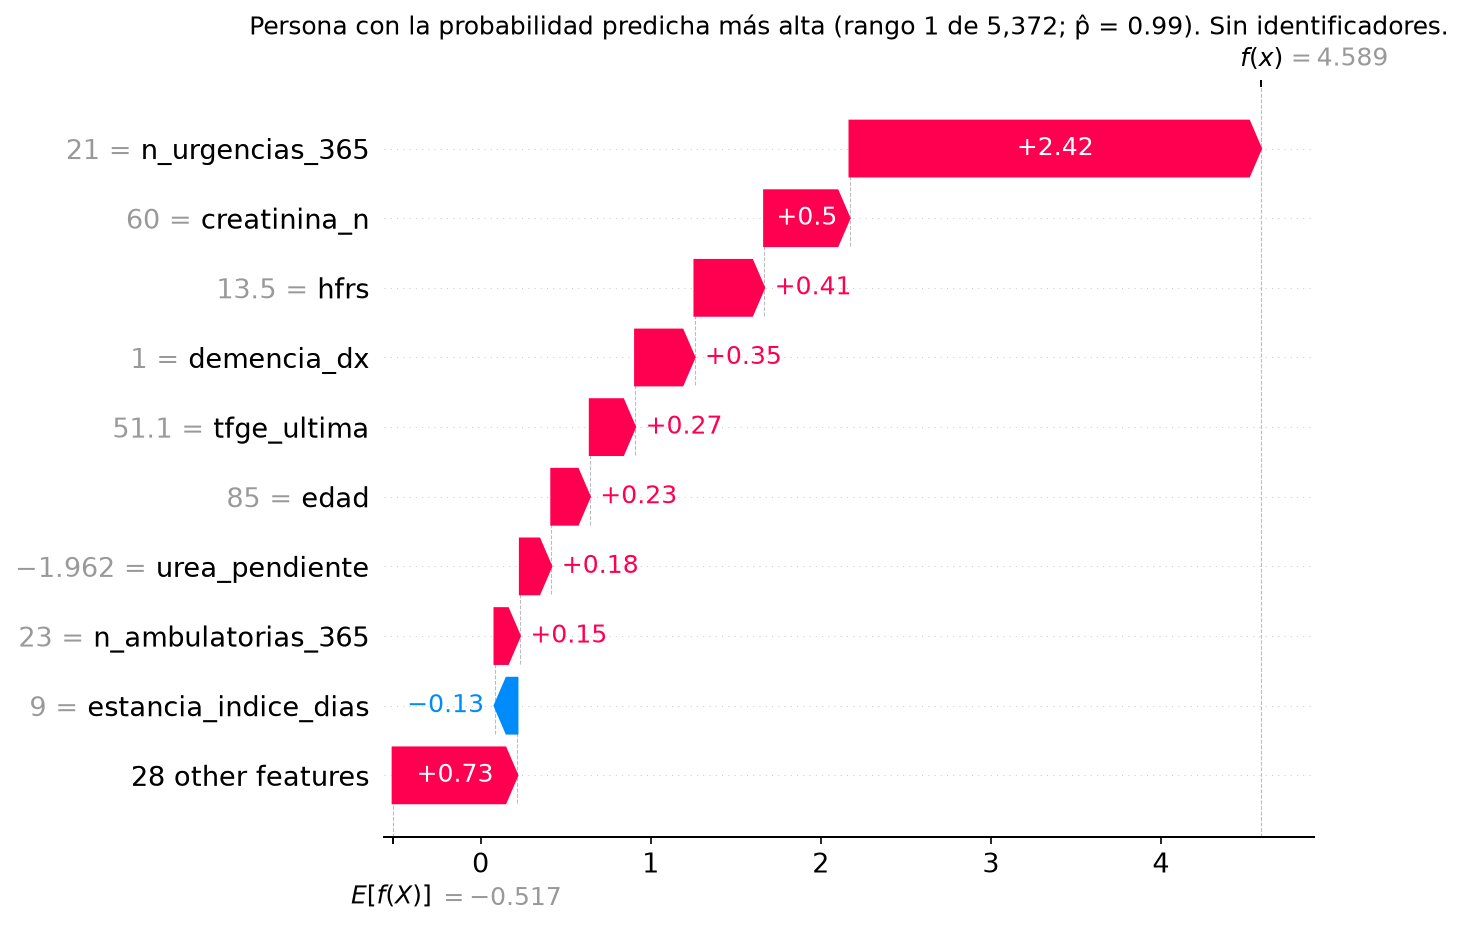 Persona con la probabilidad predicha más alta (rango 1 de 5,372; p̂ = 0.99). Sin identificadores.
f(x) = 4.589
21 = n_urgencias_365 +2.42
60 = creatinina_n +0.5
13.5 = hfrs +0.41
1 = demencia_dx +0.35
51.1 = tfge_ultima +0.27
85 = edad +0.23
−1.962 = urea_pendiente +0.18
23 = n_ambulatorias_365 +0.15
9 = estancia_indice_dias −0.13
28 other features +0.73
0 1 2 3 4
E[f(X)] = −0.517